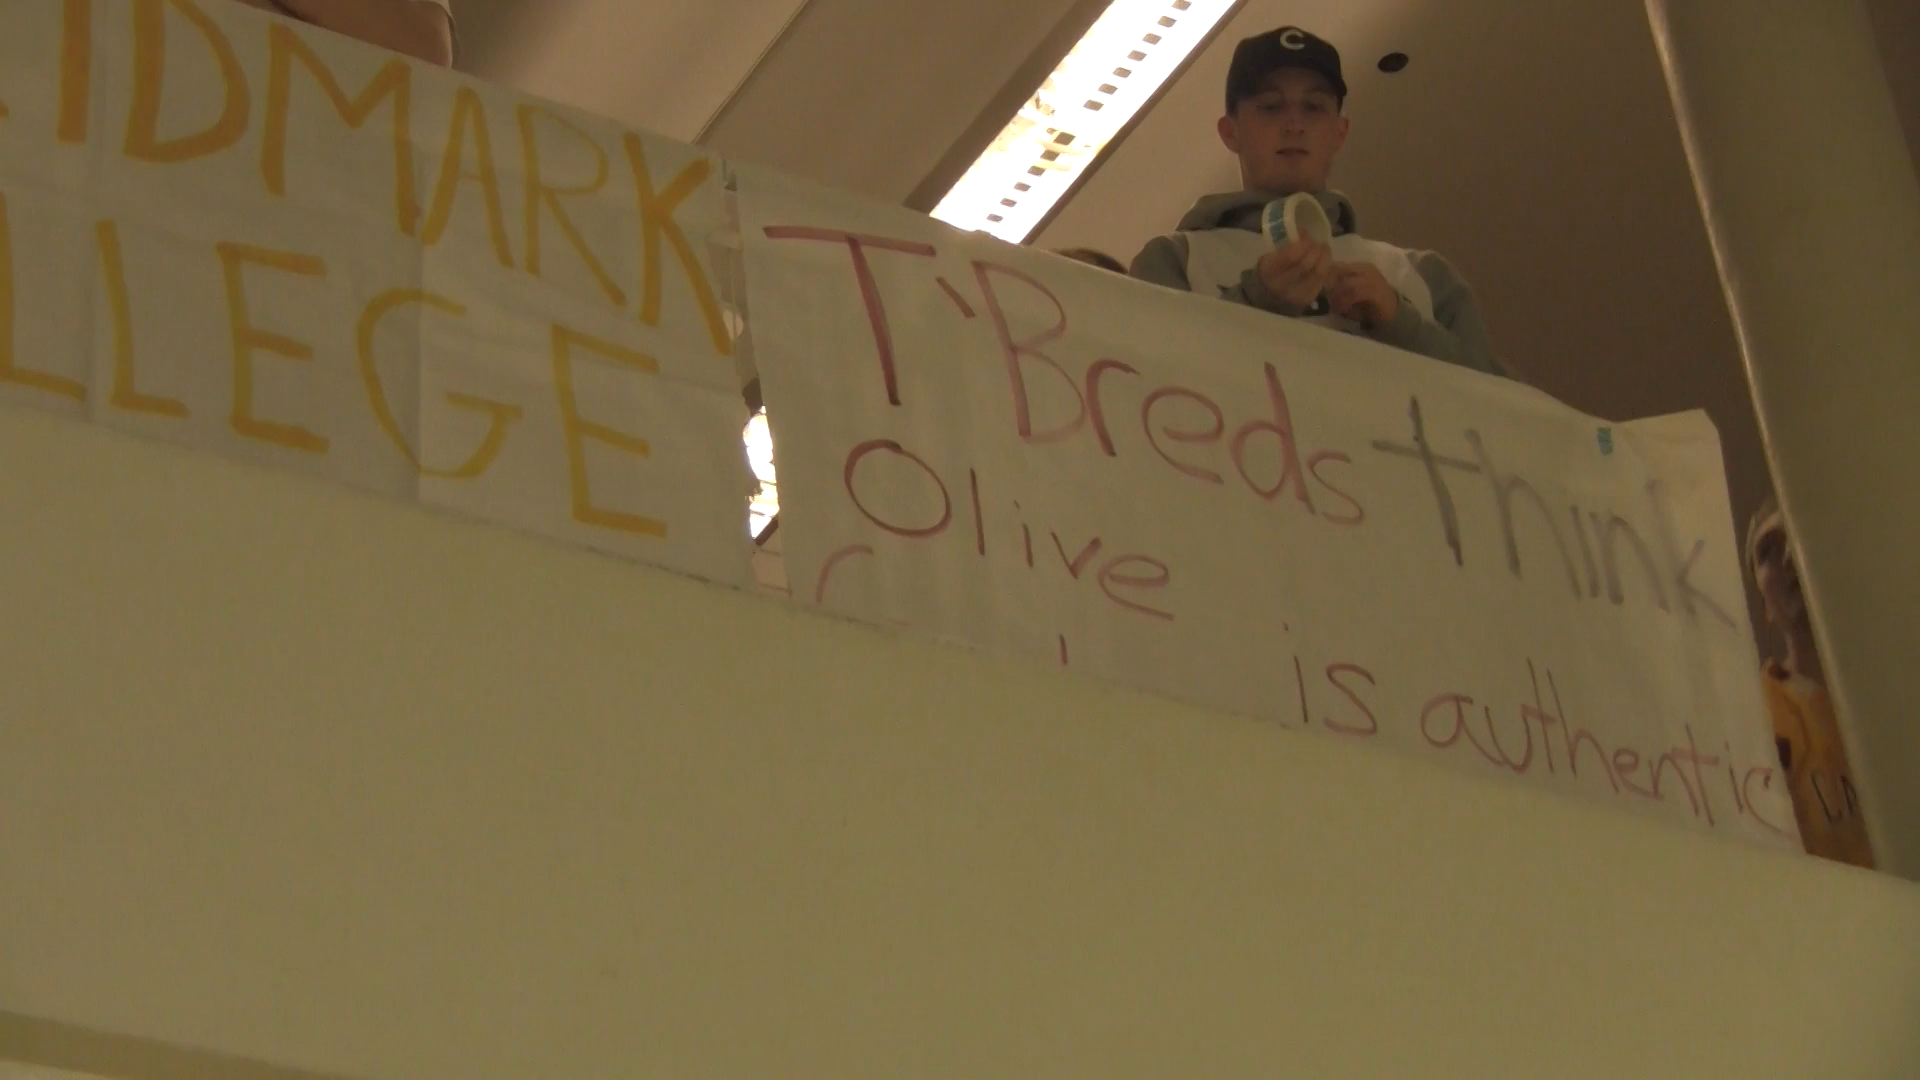 IDMARK
LLEGE
T'Breds think
Olive
is authentic
C